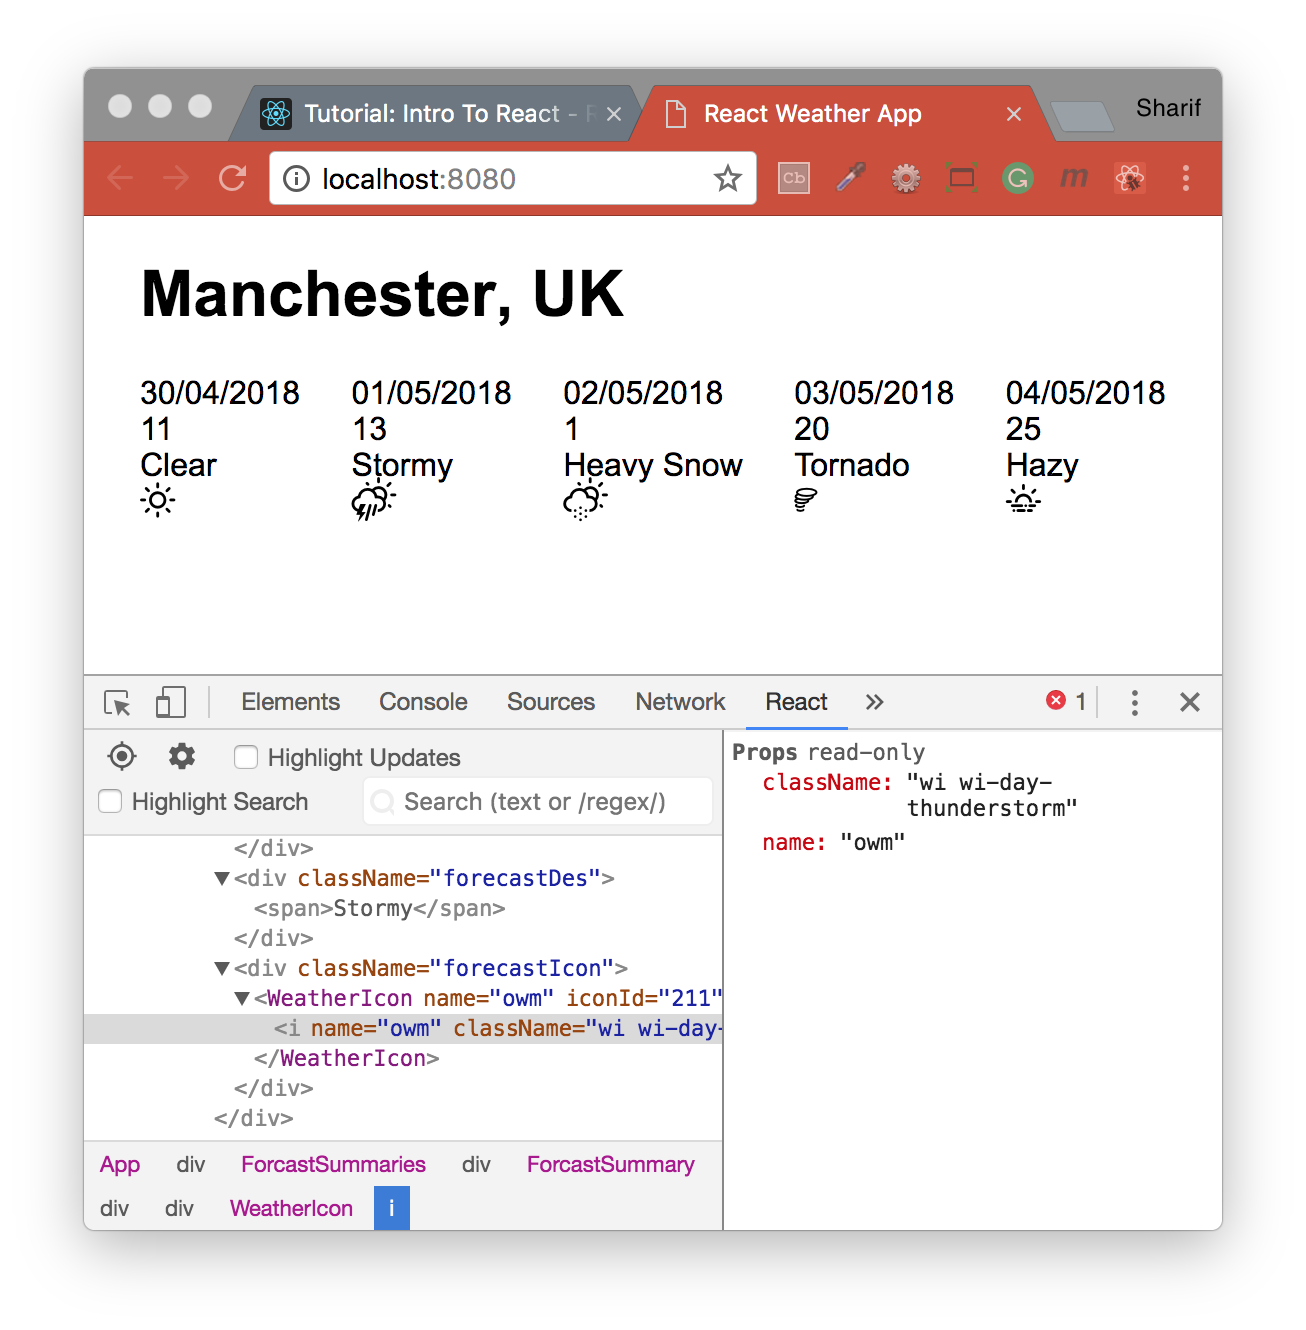 Tutorial: Intro To React - R
React Weather App
Sharif
localhost:8080
Cb
G
m
Manchester, UK
30/04/2018 01/05/2018 02/05/2018 03/05/2018 04/05/2018
11 13 1 20 25
Clear Stormy Heavy Snow Tornado Hazy
Elements Console Sources Network React » 1
Highlight Updates
Highlight Search
Search (text or /regex/)
</div>
<div className="forecastDes">
<span>Stormy</span>
</div>
<div className="forecastIcon">
<WeatherIcon name="owm" iconId="211"
<i name="owm" className="wi wi-day-
</WeatherIcon>
</div>
</div>
App div ForcastSummaries div ForcastSummary
div div WeatherIcon i
Props read-only
className: "wi wi-day-
thunderstorm"
name: "owm"